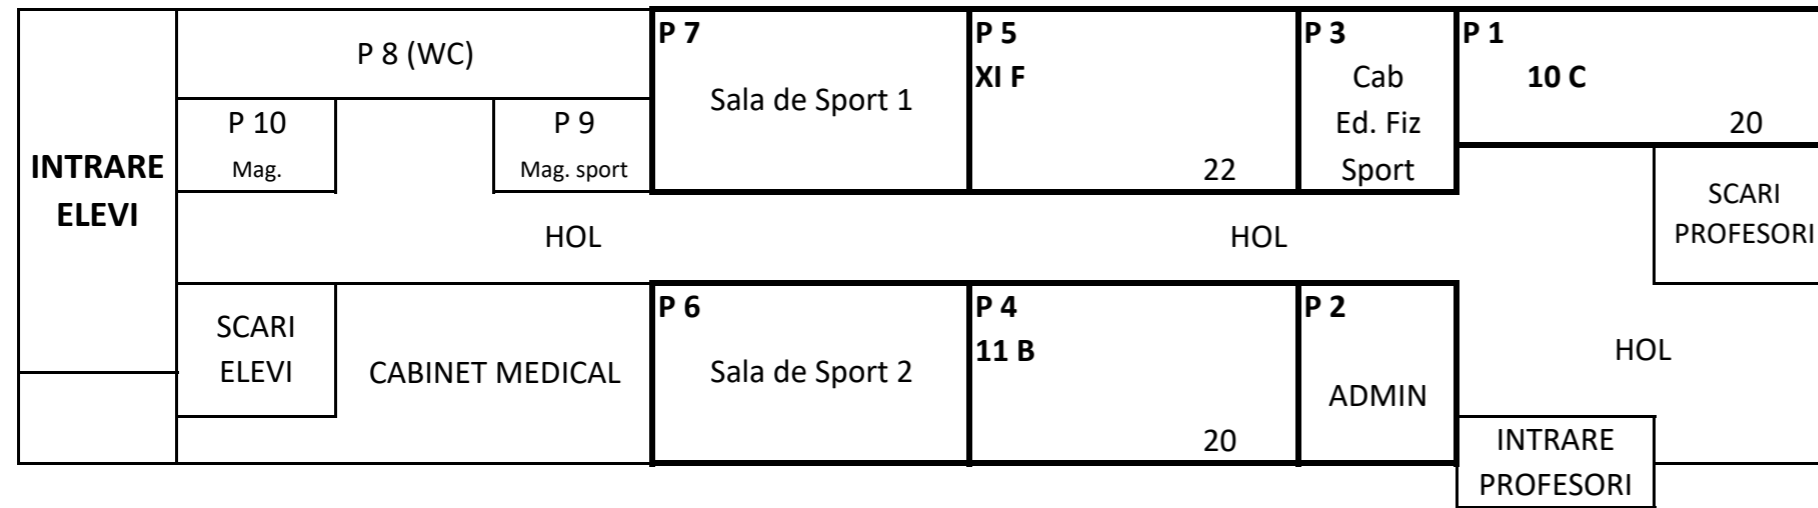 INTRARE
ELEVI
P 8 (WC)
P 10
Mag.
P 9
Mag. sport
P 7
Sala de Sport 1
P 5
XI F
22
P 3
Cab
Ed. Fiz
Sport
P 1
10 C
20
SCARI
PROFESORI
HOL
HOL
SCARI
ELEVI
CABINET MEDICAL
P 6
Sala de Sport 2
P 4
11 B
20
P 2
ADMIN
HOL
INTRARE
PROFESORI